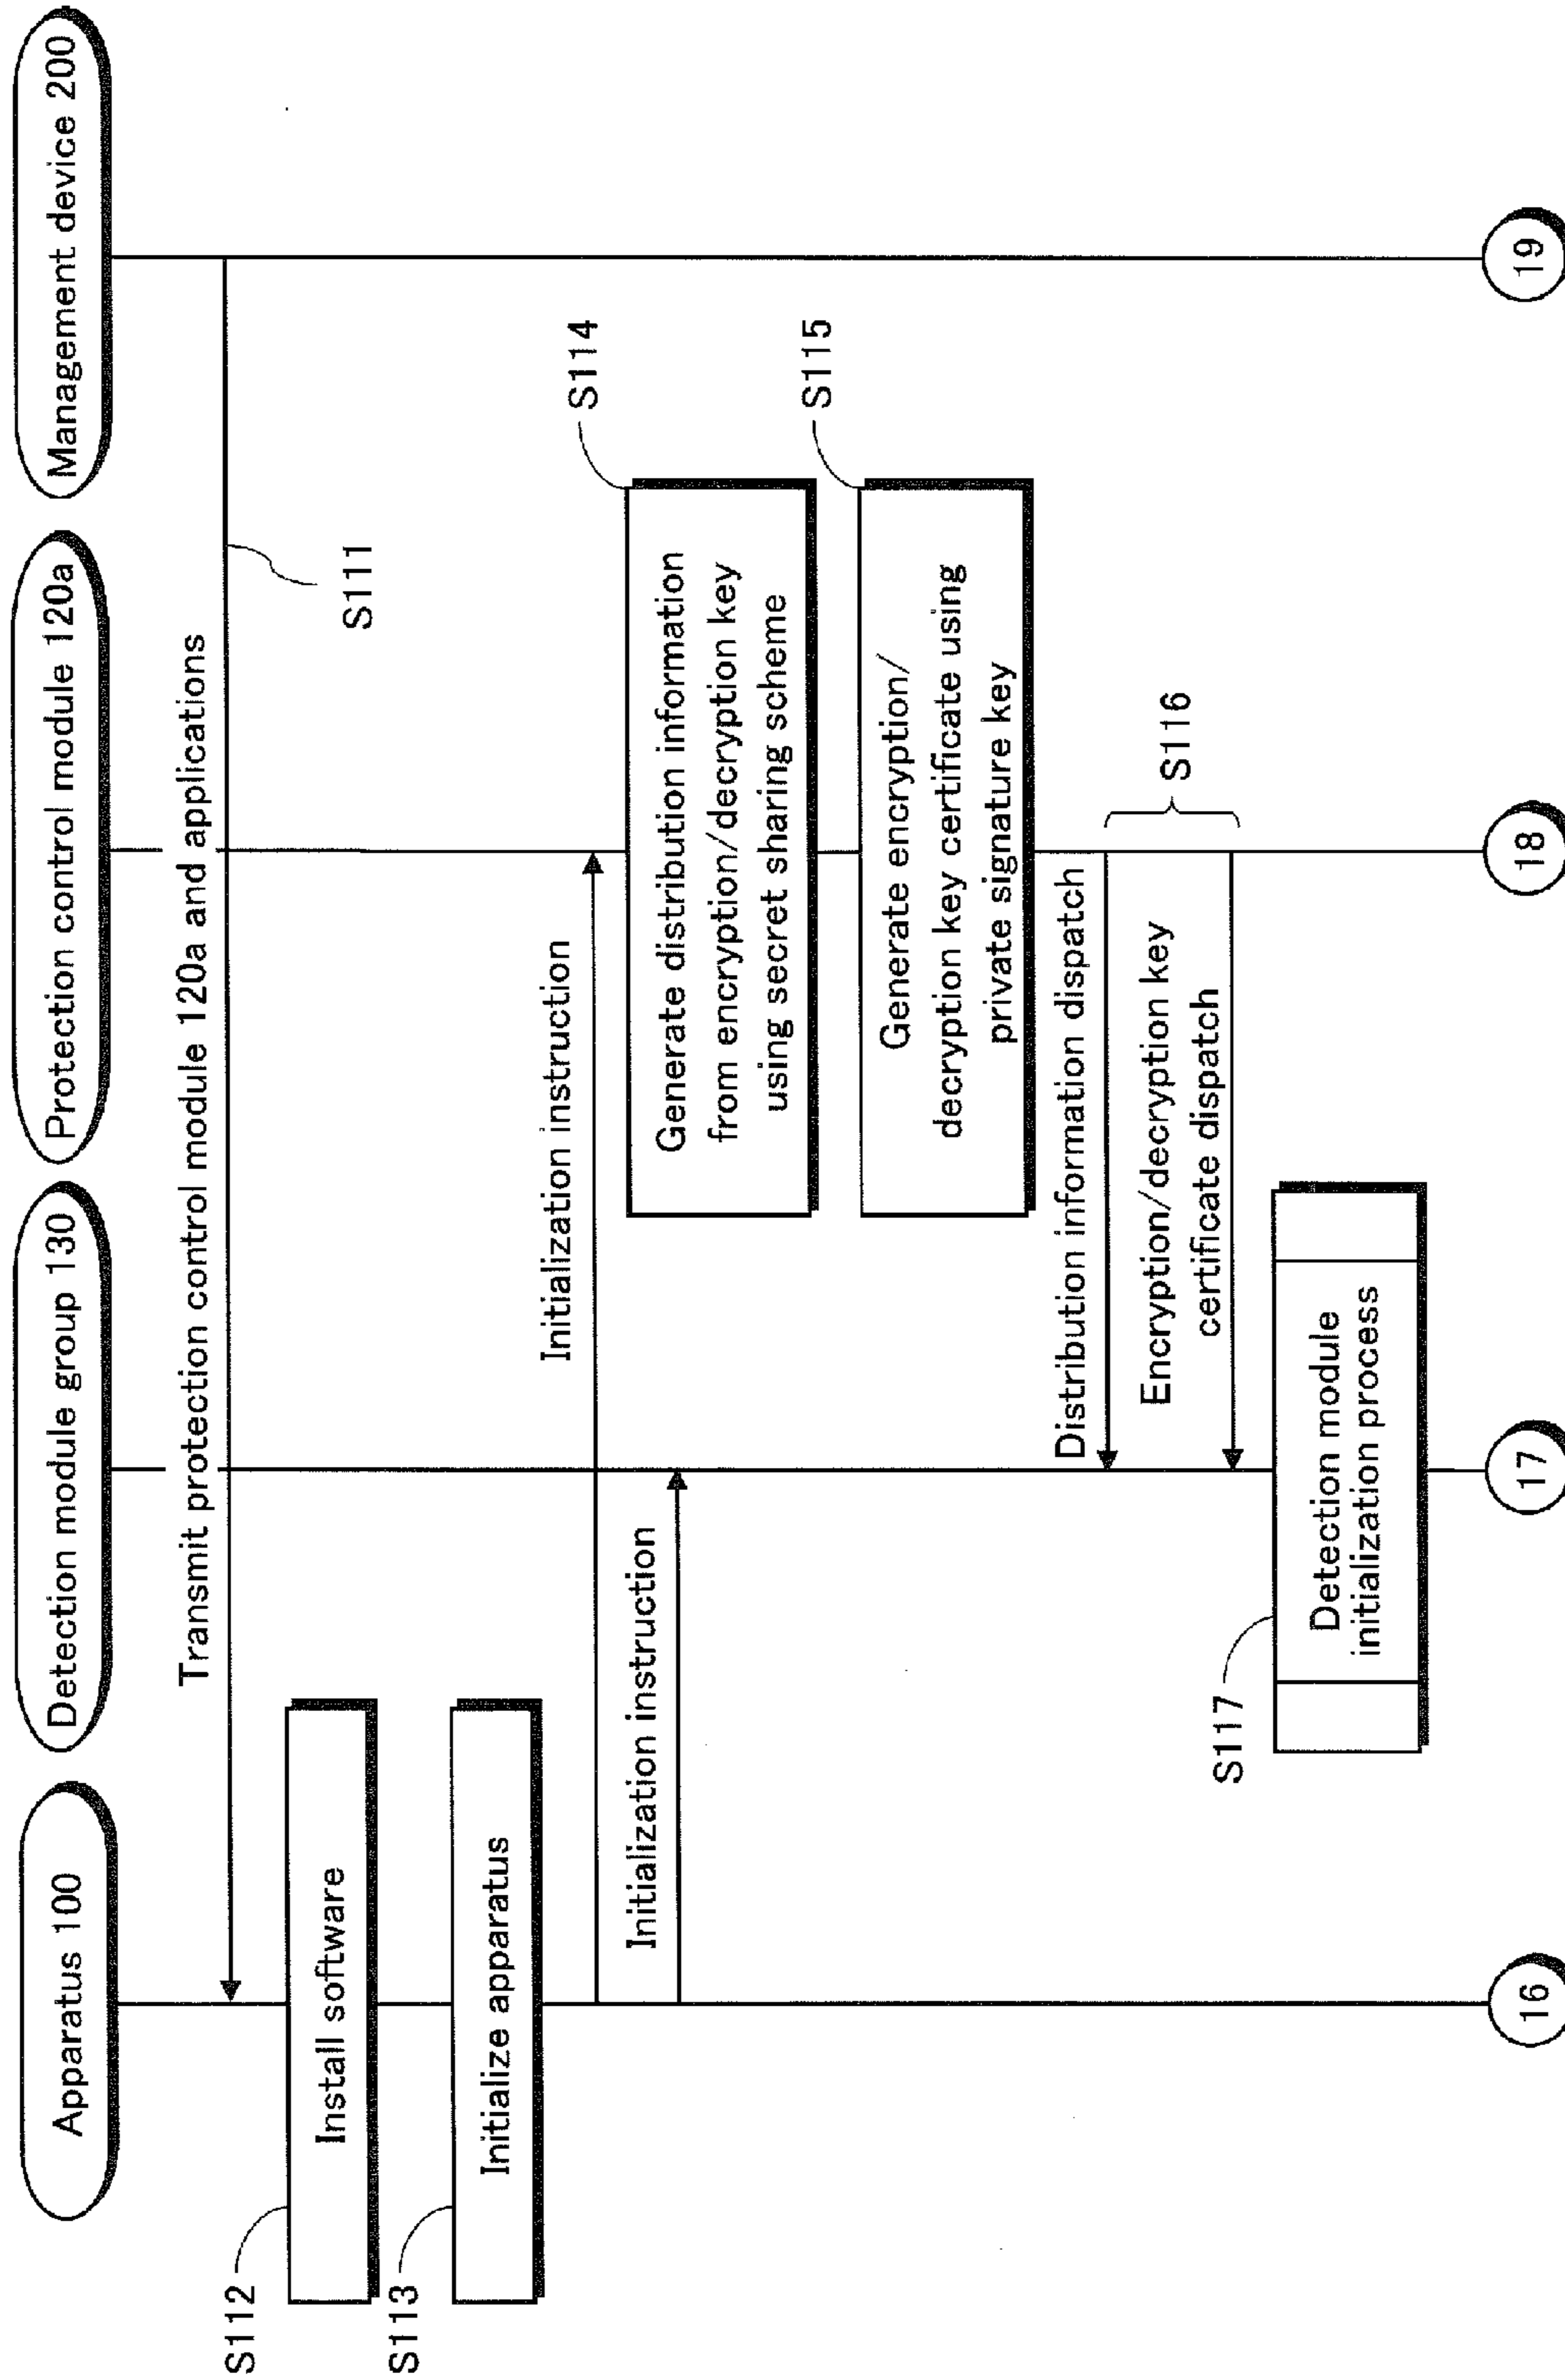 Apparatus 100
Detection module group 130
Protection control module 120a
Management device 200
Transmit protection control module 120a and applications
S111
S112
Install software
S113
Initialize apparatus
Initialization instruction
Initialization instruction
S114
Generate distribution information
from encryption/decryption key
using secret sharing scheme
S115
Generate encryption/
decryption key certificate using
private signature key
Distribution information dispatch
S116
Encryption/decryption key
certificate dispatch
S117
Detection module
initialization process
16
17
18
19